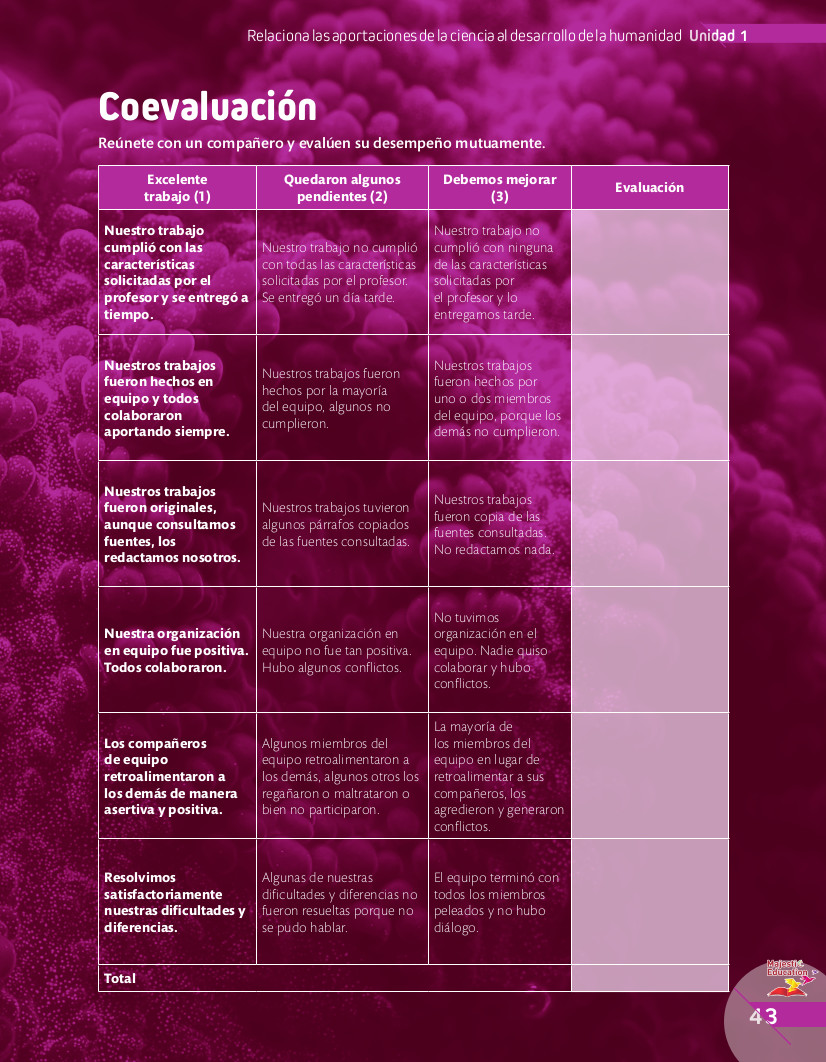 Relaciona las aportaciones de la ciencia al desarrollo de la humanidad Unidad 1
Coevaluación
Reúnete con un compañero y evalúen su desempeño mutuamente.
Excelente
trabajo (1)
Quedaron algunos
pendientes (2)
Debemos mejorar
(3)
Evaluación
Nuestro trabajo
cumplió con las
características
solicitadas por el
profesor y se entregó a
tiempo.
Nuestro trabajo no cumplió
con todas las características
solicitadas por el profesor.
Se entregó un día tarde.
Nuestro trabajo no
cumplió con ninguna
de las características
solicitadas por
el profesor y lo
entregamos tarde.
Nuestros trabajos
fueron hechos en
equipo y todos
colaboraron
aportando siempre.
Nuestros trabajos fueron
hechos por la mayoría
del equipo, algunos no
cumplieron.
Nuestros trabajos
fueron hechos por
uno o dos miembros
del equipo, porque los
demás no cumplieron.
Nuestros trabajos
fueron originales,
aunque consultamos
fuentes, los
redactamos nosotros.
Nuestros trabajos tuvieron
algunos párrafos copiados
de las fuentes consultadas.
Nuestros trabajos
fueron copia de las
fuentes consultadas.
No redactamos nada.
Nuestra organización
en equipo fue positiva.
Todos colaboraron.
Nuestra organización en
equipo no fue tan positiva.
Hubo algunos conflictos.
No tuvimos
organización en el
equipo. Nadie quiso
colaborar y hubo
conflictos.
Los compañeros
de equipo
retroalimentaron a
los demás de manera
asertiva y positiva.
Algunos miembros del
equipo retroalimentaron a
los demás, algunos otros los
regañaron o maltrataron o
bien no participaron.
La mayoría de
los miembros del
equipo en lugar de
retroalimentar a sus
compañeros, los
agredieron y generaron
conflictos.
Resolvimos
satisfactoriamente
nuestras dificultades y
diferencias.
Algunas de nuestras
dificultades y diferencias no
fueron resueltas porque no
se pudo hablar.
El equipo terminó con
todos los miembros
peleados y no hubo
diálogo.
Total
Majestic
Education
43